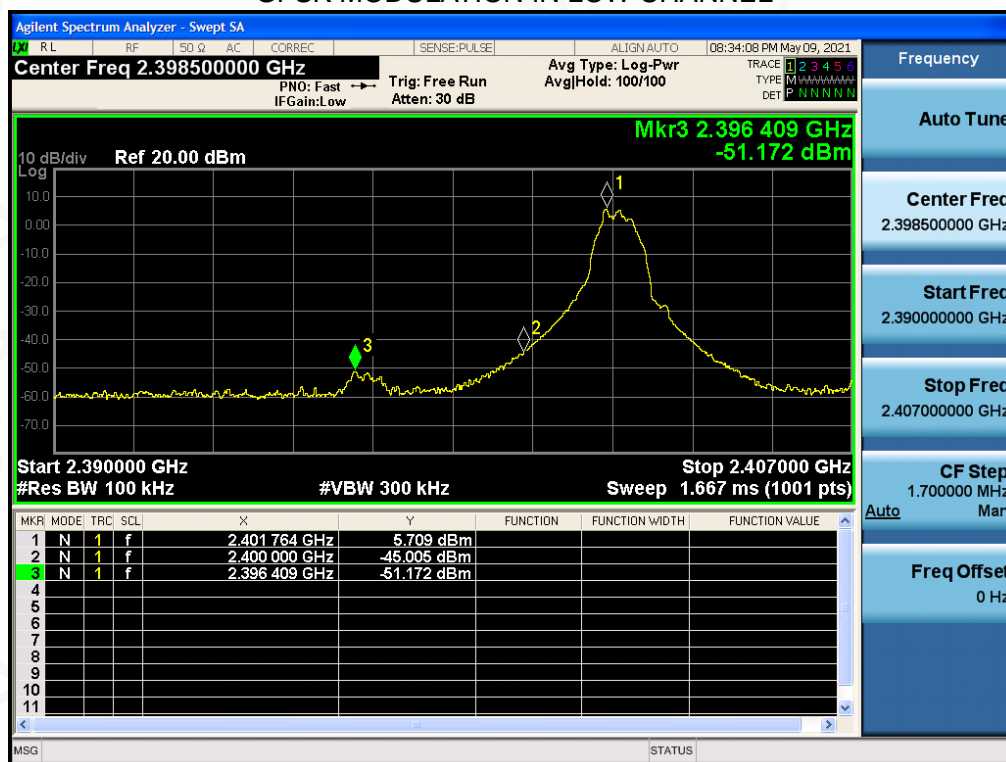 GFSK MODULATION IN LOW CHANNEL
Agilent Spectrum Analyzer - Swept SA
LXI RL RF 50 Ω AC CORREC SENSE:PULSE ALIGN AUTO 08:34:08 PM May 09, 2021
Center Freq 2.398500000 GHz
PNO: Fast
IFGain:Low
Trig: Free Run
Atten: 30 dB
Avg Type: Log-Pwr
Avg|Hold: 100/100
TRACE 1 2 3 4 5 6
TYPE M W W W W W
DET P N N N N N
Mkr3 2.396 409 GHz
-51.172 dBm
10 dB/div Ref 20.00 dBm
Log
10.0
0.00
-10.0
-20.0
-30.0
-40.0
-50.0
-60.0
-70.0
1
2
3
Start 2.390000 GHz Stop 2.407000 GHz
#Res BW 100 kHz #VBW 300 kHz Sweep 1.667 ms (1001 pts)
MKR MODE TRC SCL X Y FUNCTION FUNCTION WIDTH FUNCTION VALUE
1 N 1 f 2.401 764 GHz 5.709 dBm
2 N 1 f 2.400 000 GHz -45.005 dBm
3 N 1 f 2.396 409 GHz -51.172 dBm
4
5
6
7
8
9
10
11
MSG STATUS
Frequency
Auto Tune
Center Freq
2.398500000 GHz
Start Freq
2.390000000 GHz
Stop Freq
2.407000000 GHz
CF Step
1.700000 MHz
Auto Man
Freq Offset
0 Hz